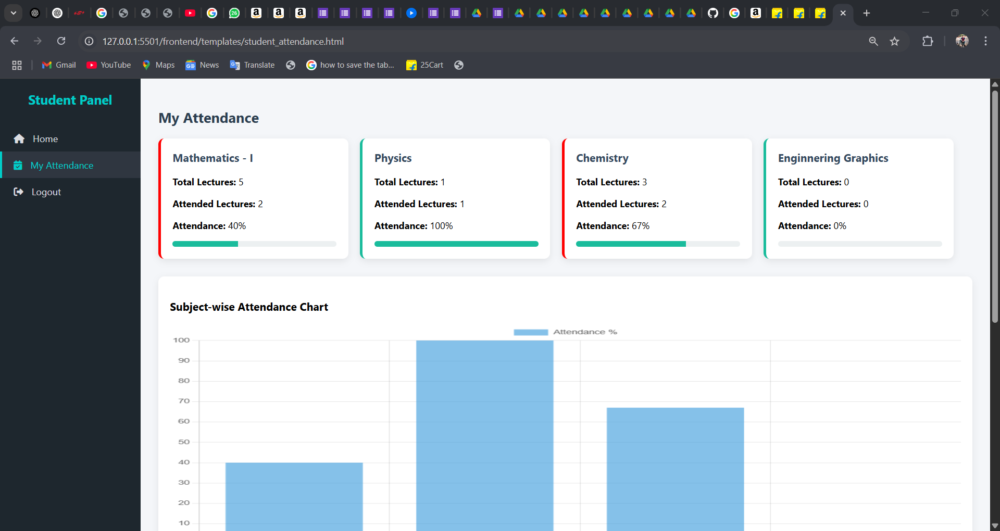 26
127.0.0.1:5501/frontend/templates/student_attendance.html
Gmail YouTube Maps News Translate how to save the tab... 25Cart
Student Panel
Home
My Attendance
Logout
My Attendance
Mathematics - I
Total Lectures: 5
Attended Lectures: 2
Attendance: 40%
Physics
Total Lectures: 1
Attended Lectures: 1
Attendance: 100%
Chemistry
Total Lectures: 3
Attended Lectures: 2
Attendance: 67%
Enginnering Graphics
Total Lectures: 0
Attended Lectures: 0
Attendance: 0%
Subject-wise Attendance Chart
Attendance %
100
90
80
70
60
50
40
30
20
10